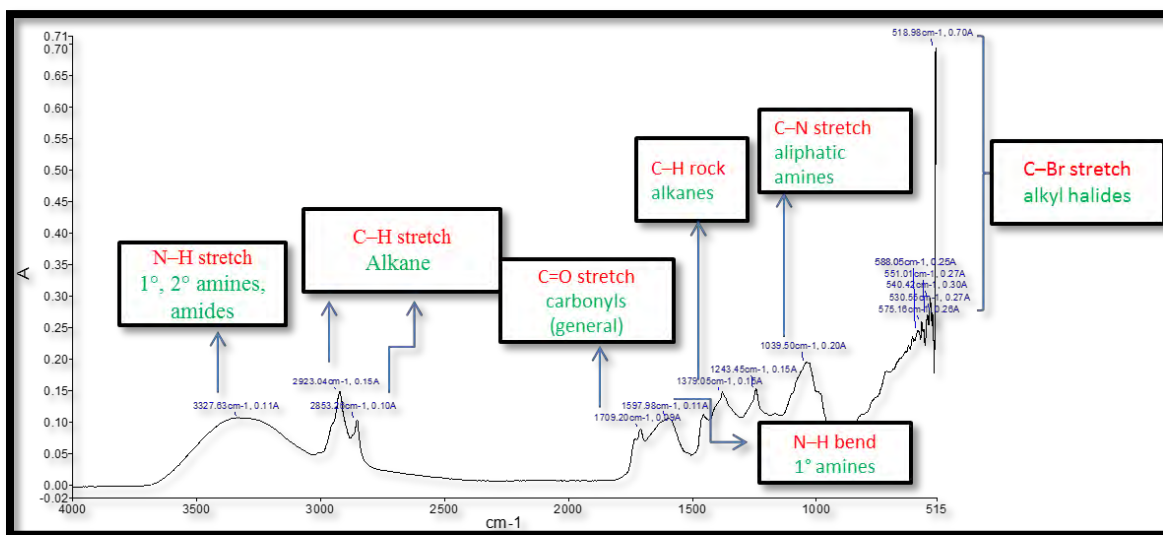 518.98cm-1, 0.70A
0.71
0.70
0.65
0.60
0.55
0.50
0.45
0.40
0.35
0.30
0.25
0.20
0.15
0.10
0.05
0.00
-0.02
A
N–H stretch
1°, 2° amines,
amides
C–H stretch
Alkane
C=O stretch
carbonyls
(general)
C–H rock
alkanes
C–N stretch
aliphatic
amines
C–Br stretch
alkyl halides
N–H bend
1° amines
3327.63cm-1, 0.11A
2923.04cm-1, 0.15A
2853.20cm-1, 0.10A
1709.20cm-1, 0.09A
1597.98cm-1, 0.11A
1379.05cm-1, 0.15A
1243.45cm-1, 0.15A
1039.50cm-1, 0.20A
588.05cm-1, 0.25A
551.01cm-1, 0.27A
540.42cm-1, 0.30A
530.55cm-1, 0.27A
575.16cm-1, 0.26A
4000
3500
3000
2500
2000
1500
1000
515
cm-1